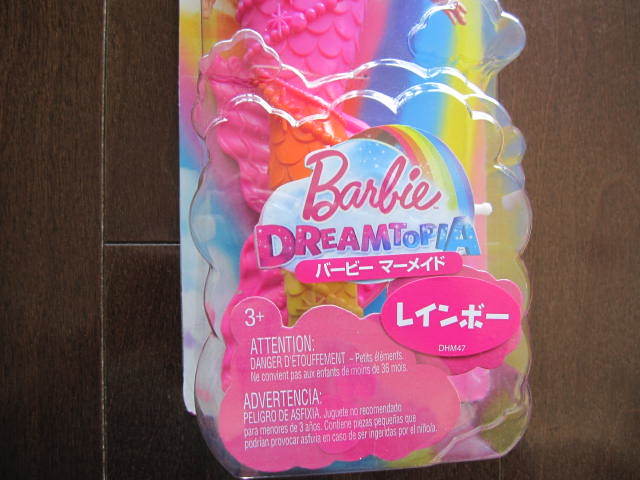 Barbie
DREAMTOPIA
バービー マーメイド
レインボー
DHM47
3+
ATTENTION:
DANGER D'ÉTOUFFEMENT – Petits éléments.
Ne convient pas aux enfants de moins de 36 mois.
ADVERTENCIA:
PELIGRO DE ASFIXIA. Juguete no recomendado
para menores de 3 años. Contiene piezas pequeñas que
podrían provocar asfixia en caso de ser ingeridas por el niño/a.